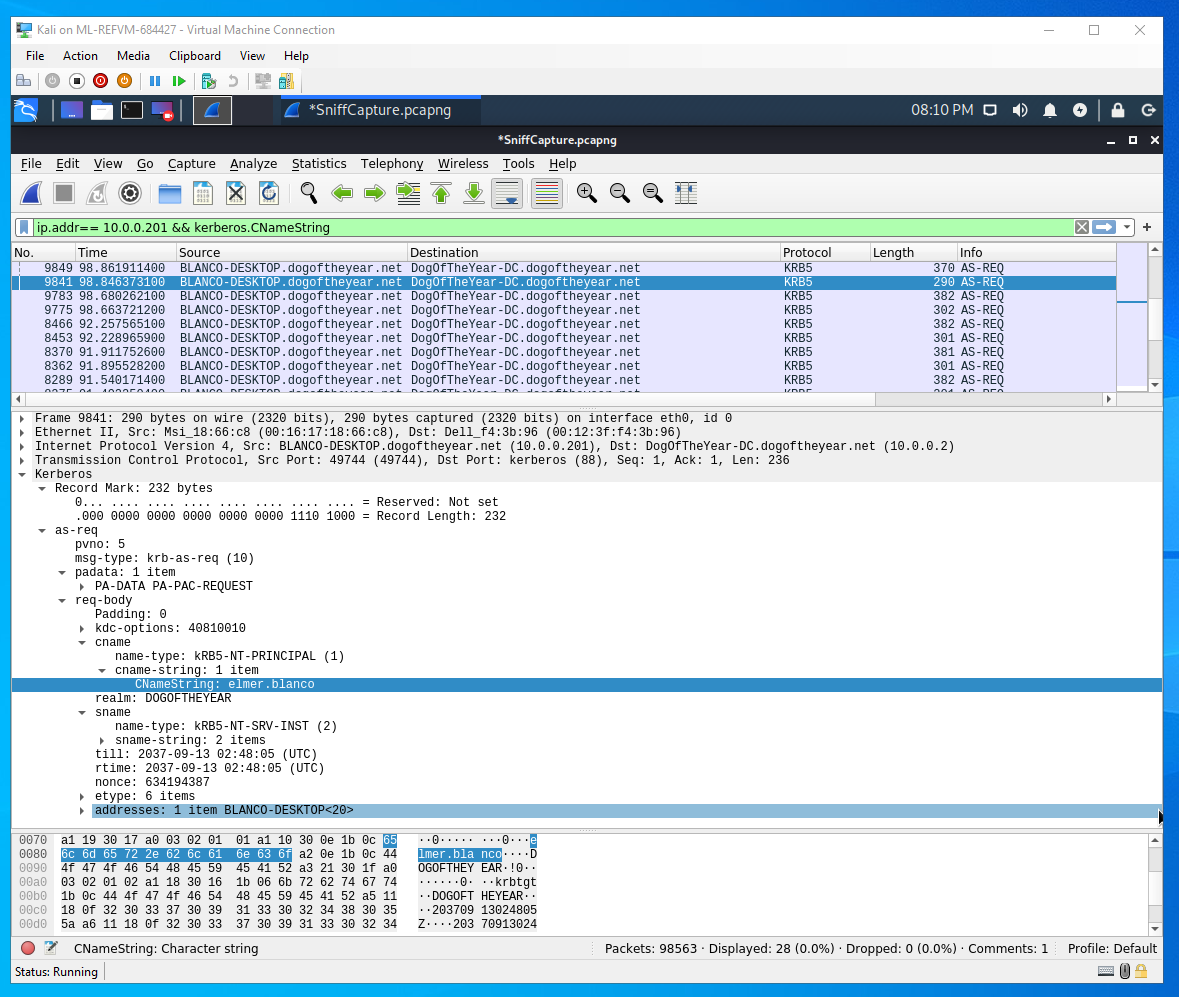 Kali on ML-REFVM-684427 - Virtual Machine Connection
File Action Media Clipboard View Help
*SniffCapture.pcapng 08:10 PM
*SniffCapture.pcapng
File Edit View Go Capture Analyze Statistics Telephony Wireless Tools Help
ip.addr== 10.0.0.201 && kerberos.CNameString
No. Time Source Destination Protocol Length Info
9849 98.861911400 BLANCO-DESKTOP.dogoftheyear.net DogOfTheYear-DC.dogoftheyear.net KRB5 370 AS-REQ
9841 98.846373100 BLANCO-DESKTOP.dogoftheyear.net DogOfTheYear-DC.dogoftheyear.net KRB5 290 AS-REQ
9783 98.680262100 BLANCO-DESKTOP.dogoftheyear.net DogOfTheYear-DC.dogoftheyear.net KRB5 382 AS-REQ
9775 98.663721200 BLANCO-DESKTOP.dogoftheyear.net DogOfTheYear-DC.dogoftheyear.net KRB5 302 AS-REQ
8466 92.257565100 BLANCO-DESKTOP.dogoftheyear.net DogOfTheYear-DC.dogoftheyear.net KRB5 382 AS-REQ
8453 92.228965900 BLANCO-DESKTOP.dogoftheyear.net DogOfTheYear-DC.dogoftheyear.net KRB5 301 AS-REQ
8370 91.911752600 BLANCO-DESKTOP.dogoftheyear.net DogOfTheYear-DC.dogoftheyear.net KRB5 381 AS-REQ
8362 91.895528200 BLANCO-DESKTOP.dogoftheyear.net DogOfTheYear-DC.dogoftheyear.net KRB5 301 AS-REQ
8289 91.540171400 BLANCO-DESKTOP.dogoftheyear.net DogOfTheYear-DC.dogoftheyear.net KRB5 382 AS-REQ
Frame 9841: 290 bytes on wire (2320 bits), 290 bytes captured (2320 bits) on interface eth0, id 0
Ethernet II, Src: Msi_18:66:c8 (00:16:17:18:66:c8), Dst: Dell_f4:3b:96 (00:12:3f:f4:3b:96)
Internet Protocol Version 4, Src: BLANCO-DESKTOP.dogoftheyear.net (10.0.0.201), Dst: DogOfTheYear-DC.dogoftheyear.net (10.0.0.2)
Transmission Control Protocol, Src Port: 49744 (49744), Dst Port: kerberos (88), Seq: 1, Ack: 1, Len: 236
Kerberos
Record Mark: 232 bytes
0... .... .... .... .... .... .... .... = Reserved: Not set
.000 0000 0000 0000 0000 0000 1110 1000 = Record Length: 232
as-req
pvno: 5
msg-type: krb-as-req (10)
padata: 1 item
PA-DATA PA-PAC-REQUEST
req-body
Padding: 0
kdc-options: 40810010
cname
name-type: kRB5-NT-PRINCIPAL (1)
cname-string: 1 item
CNameString: elmer.blanco
realm: DOGOFTHEYEAR
sname
name-type: kRB5-NT-SRV-INST (2)
sname-string: 2 items
till: 2037-09-13 02:48:05 (UTC)
rtime: 2037-09-13 02:48:05 (UTC)
nonce: 634194387
etype: 6 items
addresses: 1 item BLANCO-DESKTOP<20>
0070 a1 19 30 17 a0 03 02 01 01 a1 10 30 0e 1b 0c 65 ··0····· ···0···e
0080 6c 6d 65 72 2e 62 6c 61 6e 63 6f a2 0e 1b 0c 44 lmer.bla nco····D
0090 4f 47 4f 46 54 48 45 59 45 41 52 a3 21 30 1f a0 OGOFTHEY EAR·!0··
00a0 03 02 01 02 a1 18 30 16 1b 06 6b 72 62 74 67 74 ······0· ··krbtgt
00b0 1b 0c 44 4f 47 4f 46 54 48 45 59 45 41 52 a5 11 ··DOGOFT HEYEAR··
00c0 18 0f 32 30 33 37 30 39 31 33 30 32 34 38 30 35 ··203709 13024805
00d0 5a a6 11 18 0f 32 30 33 37 30 39 31 33 30 32 34 Z····203 70913024
CNameString: Character string Packets: 98563 · Displayed: 28 (0.0%) · Dropped: 0 (0.0%) · Comments: 1 Profile: Default
Status: Running